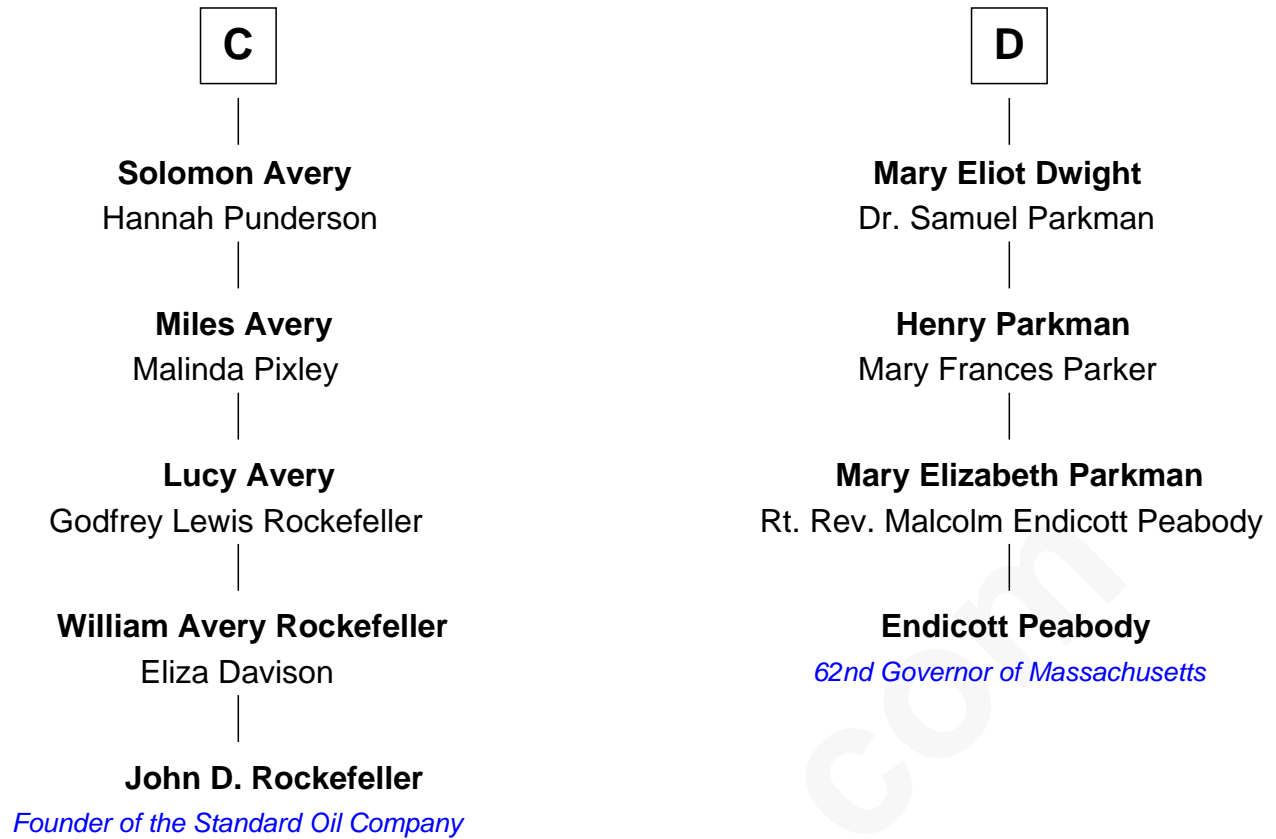 C
Solomon Avery
Hannah Punderson
Miles Avery
Malinda Pixley
Lucy Avery
Godfrey Lewis Rockefeller
William Avery Rockefeller
Eliza Davison
John D. Rockefeller
Founder of the Standard Oil Company
D
Mary Eliot Dwight
Dr. Samuel Parkman
Henry Parkman
Mary Frances Parker
Mary Elizabeth Parkman
Rt. Rev. Malcolm Endicott Peabody
Endicott Peabody
62nd Governor of Massachusetts
com